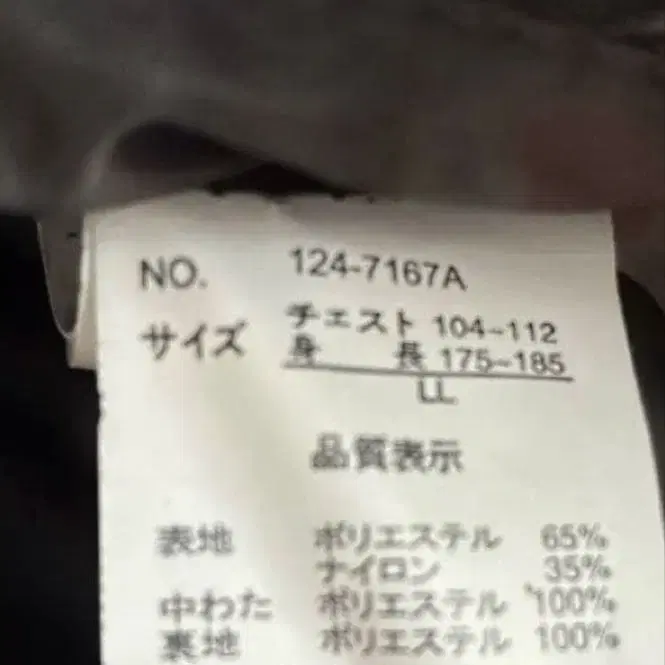 NO. 124-7167A
サイズ チェスト 104~112
身長 175~185
LL
品質表示
表地 ポリエステル 65%
ナイロン 35%
中わた ポリエステル 100%
裏地 ポリエステル 100%